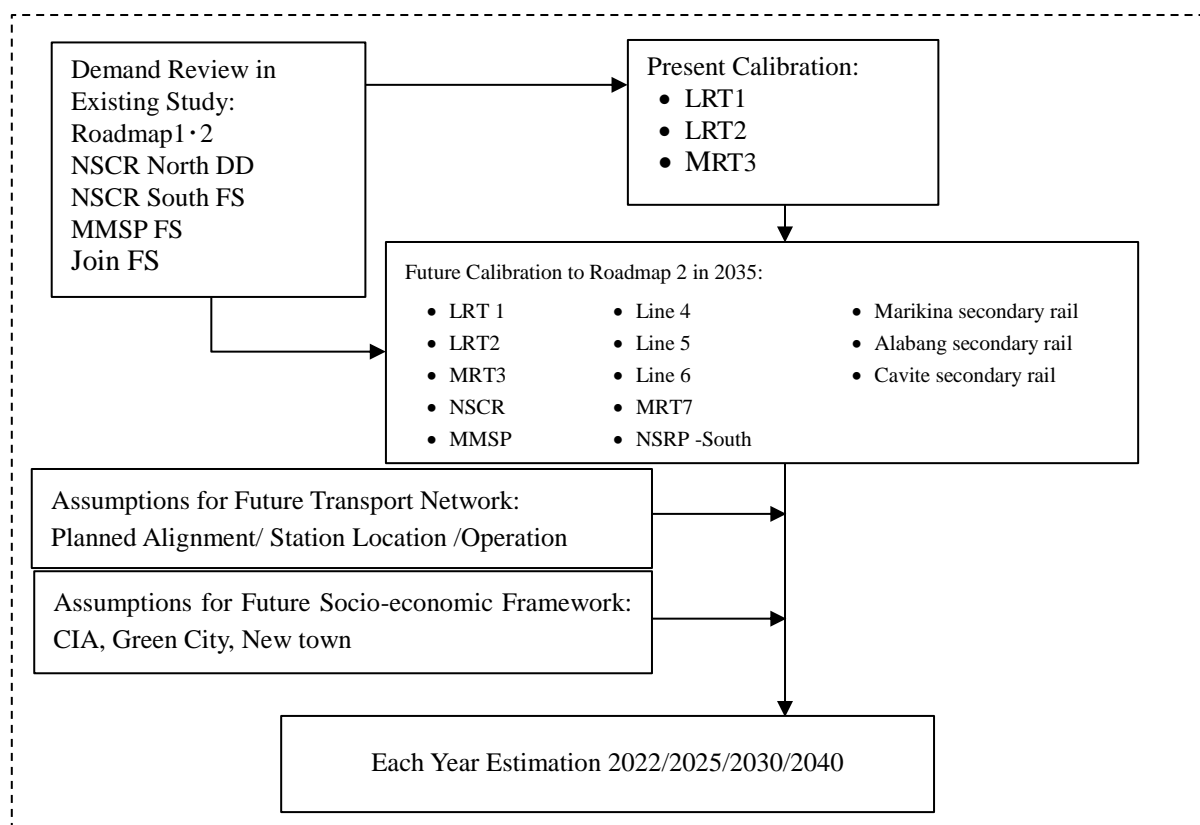 Demand Review in
Existing Study:
Roadmap1・2
NSCR North DD
NSCR South FS
MMSP FS
Join FS
Present Calibration:
• LRT1
• LRT2
• MRT3
Future Calibration to Roadmap 2 in 2035:
• LRT 1
• LRT2
• MRT3
• NSCR
• MMSP
• Line 4
• Line 5
• Line 6
• MRT7
• NSRP -South
• Marikina secondary rail
• Alabang secondary rail
• Cavite secondary rail
Assumptions for Future Transport Network:
Planned Alignment/ Station Location /Operation
Assumptions for Future Socio-economic Framework:
CIA, Green City, New town
Each Year Estimation 2022/2025/2030/2040